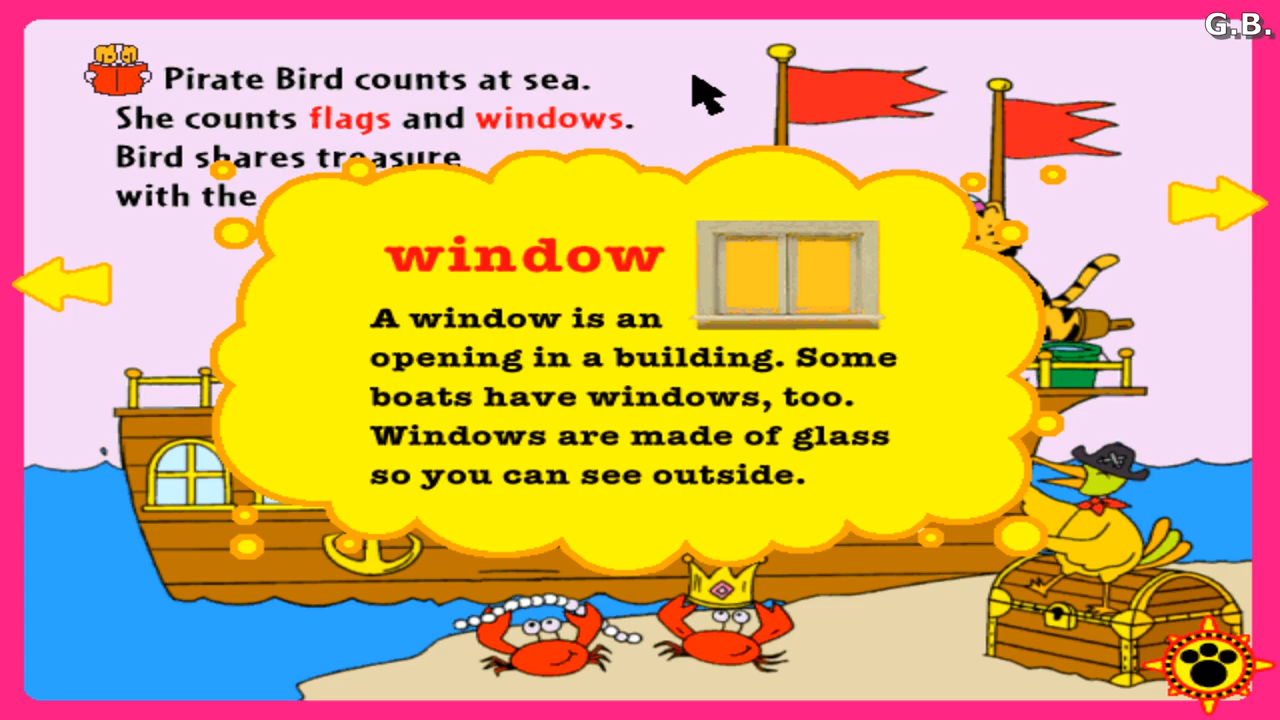 G.B.
Pirate Bird counts at sea.
She counts flags and windows.
Bird shares treasure
with the
window
A window is an
opening in a building. Some
boats have windows, too.
Windows are made of glass
so you can see outside.